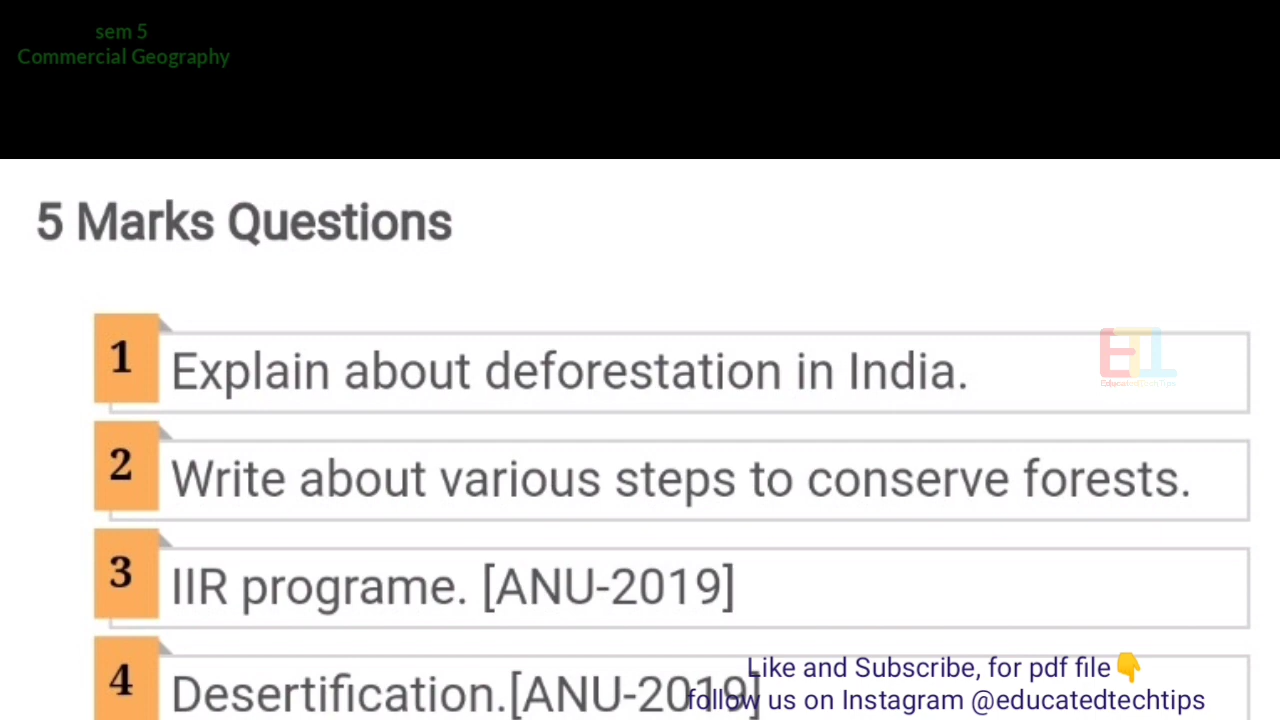 sem 5
Commercial Geography
5 Marks Questions
1 Explain about deforestation in India.
2 Write about various steps to conserve forests.
3 IIR programe. [ANU-2019]
4 Desertification.[ANU-2019]
Like and Subscribe, for pdf file👇
follow us on Instagram @educatedtechtips
ETT
EducatedTechTips